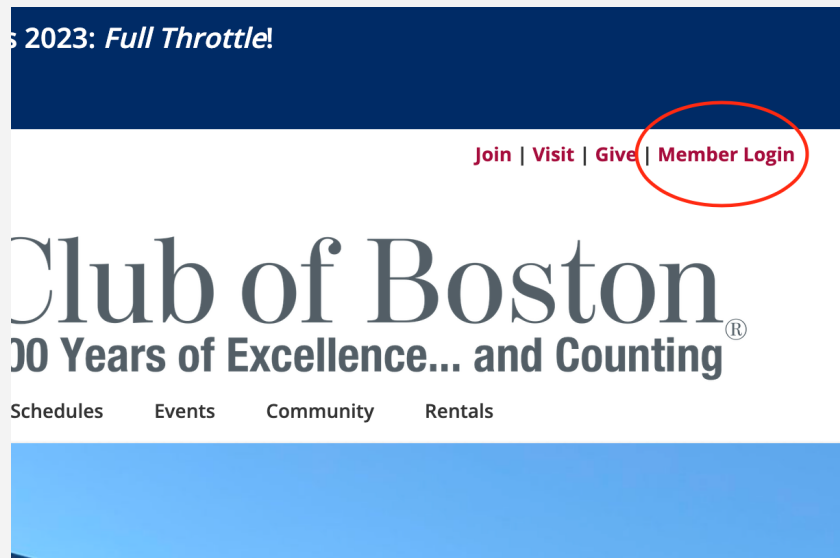 s 2023: Full Throttle!
Join | Visit | Give | Member Login
Club of Boston®
00 Years of Excellence... and Counting
Schedules Events Community Rentals